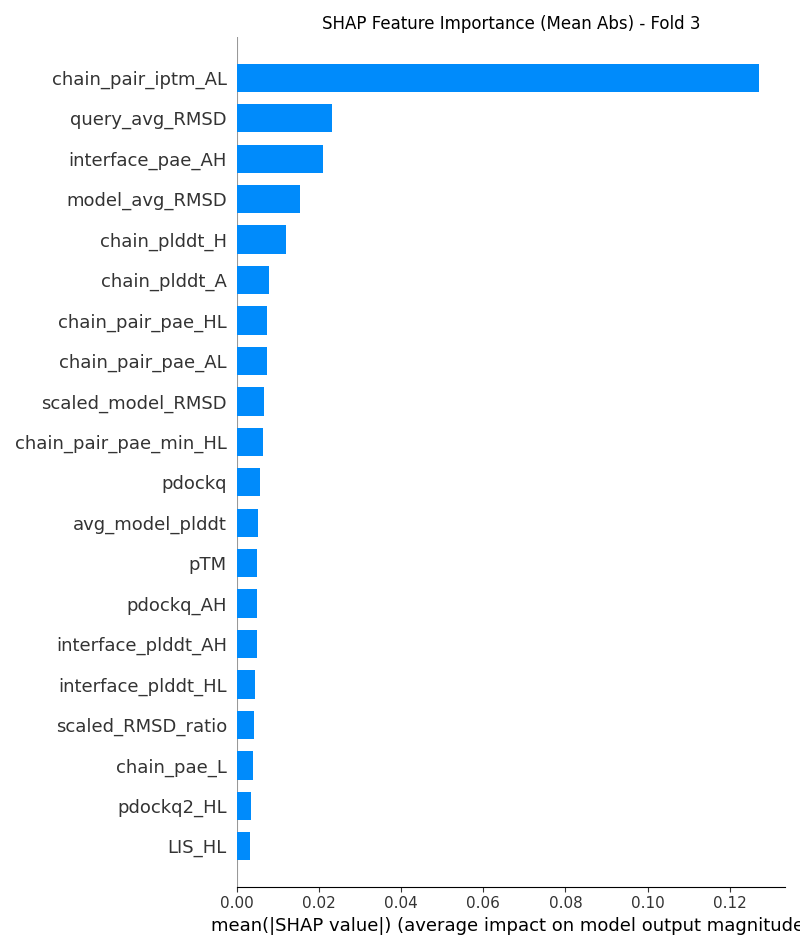 SHAP Feature Importance (Mean Abs) - Fold 3
chain_pair_iptm_AL
query_avg_RMSD
interface_pae_AH
model_avg_RMSD
chain_plddt_H
chain_plddt_A
chain_pair_pae_HL
chain_pair_pae_AL
scaled_model_RMSD
chain_pair_pae_min_HL
pdockq
avg_model_plddt
pTM
pdockq_AH
interface_plddt_AH
interface_plddt_HL
scaled_RMSD_ratio
chain_pae_L
pdockq2_HL
LIS_HL
0.00 0.02 0.04 0.06 0.08 0.10 0.12
mean(|SHAP value|) (average impact on model output magnitude